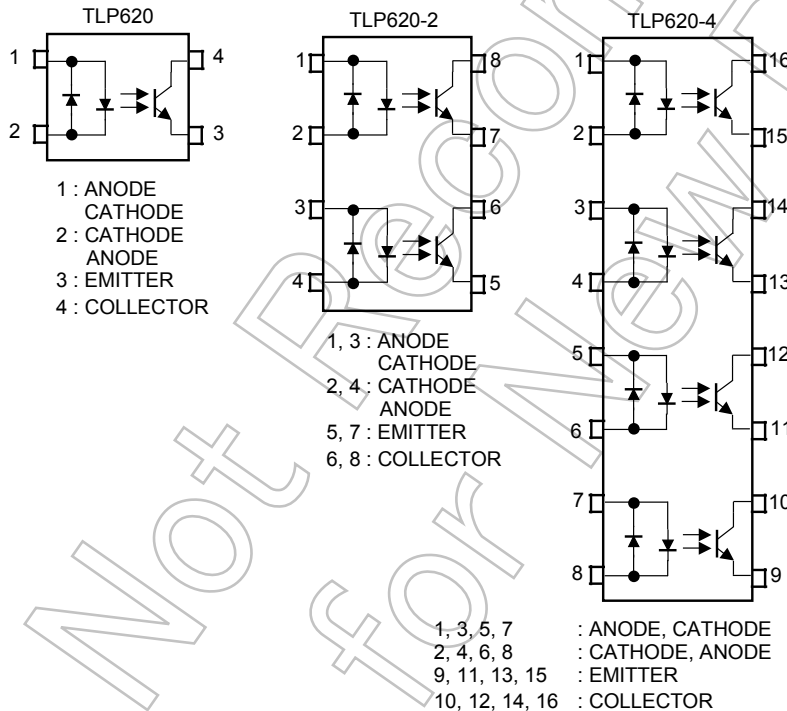 TLP620
1
4
2
3
1 : ANODE
CATHODE
2 : CATHODE
ANODE
3 : EMITTER
4 : COLLECTOR
TLP620-2
1
8
2
7
3
6
4
5
1, 3 : ANODE
CATHODE
2, 4 : CATHODE
ANODE
5, 7 : EMITTER
6, 8 : COLLECTOR
TLP620-4
1
16
2
15
3
14
4
13
5
12
6
11
7
10
8
9
1, 3, 5, 7 : ANODE, CATHODE
2, 4, 6, 8 : CATHODE, ANODE
9, 11, 13, 15 : EMITTER
10, 12, 14, 16 : COLLECTOR
Not
for New